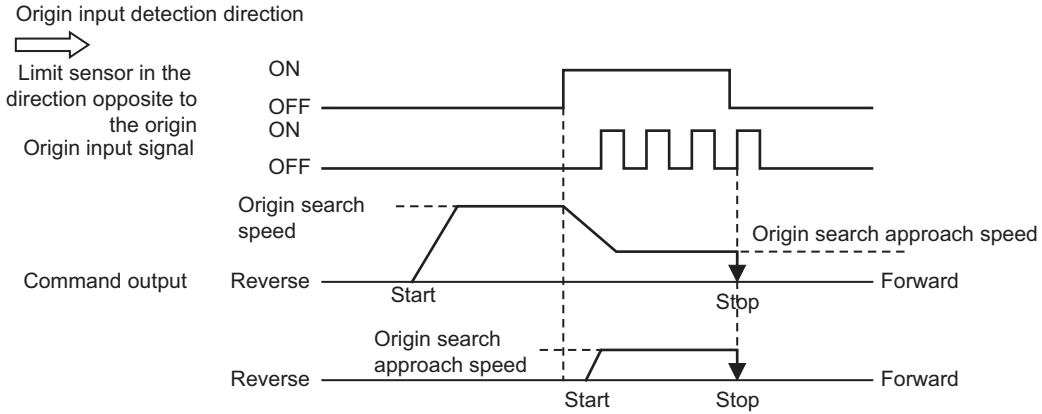 Origin input detection direction
Limit sensor in the
direction opposite to
the origin
ON
OFF
Origin input signal
ON
OFF
Origin search
speed
Origin search approach speed
Command output
Reverse
Forward
Start
Stop
Origin search
approach speed
Reverse
Forward
Start
Stop